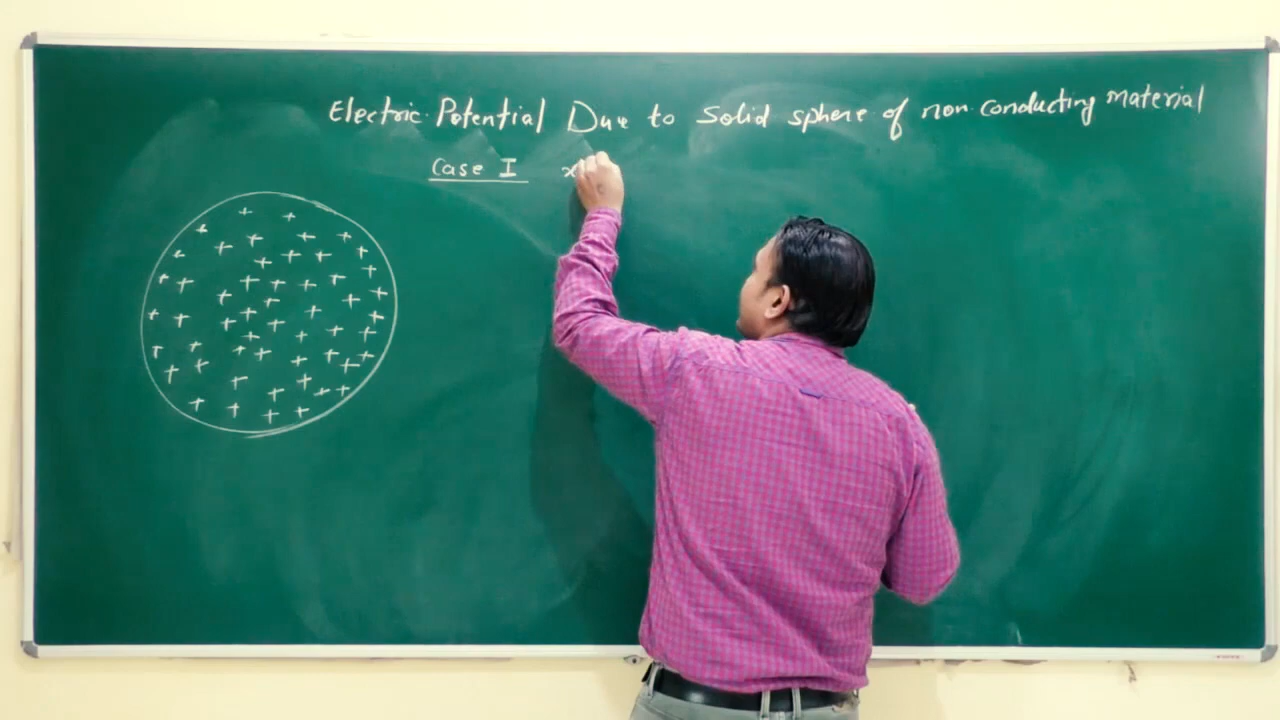 Electric Potential Due to Solid sphere of non conducting Material
Case I x